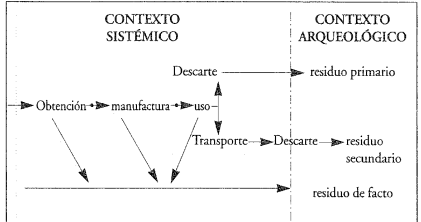 CONTEXTO
SISTÉMICO
CONTEXTO
ARQUEOLÓGICO
Descarte
residuo primario
Obtención
manufactura
uso
Transporte
Descarte
residuo
secundario
residuo de facto